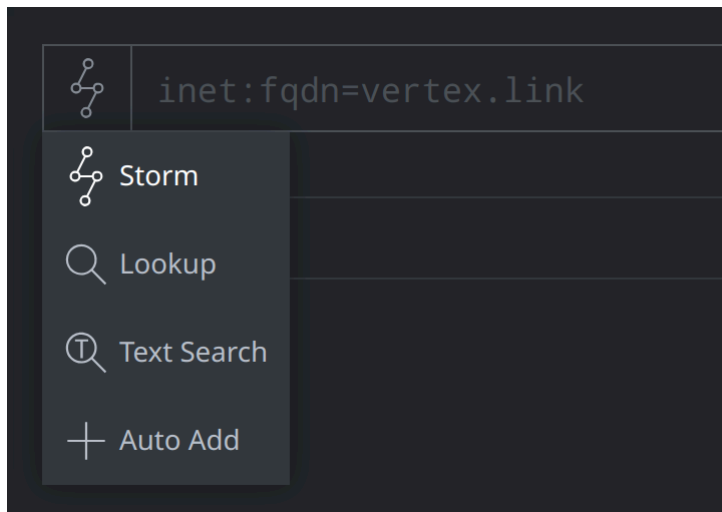 inet:fqdn=vertex.link
Storm
Lookup
Text Search
Auto Add